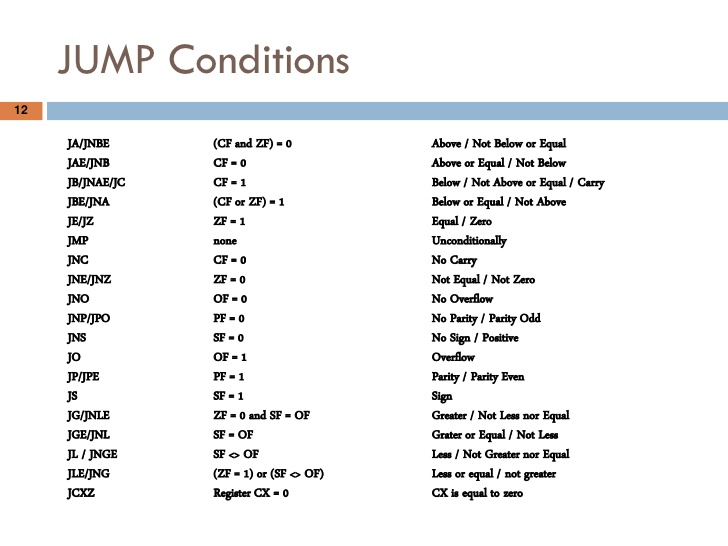 JUMP Conditions
12
JA/JNBE (CF and ZF) = 0 Above / Not Below or Equal
JAE/JNB CF = 0 Above or Equal / Not Below
JB/JNAE/JC CF = 1 Below / Not Above or Equal / Carry
JBE/JNA (CF or ZF) = 1 Below or Equal / Not Above
JE/JZ ZF = 1 Equal / Zero
JMP none Unconditionally
JNC CF = 0 No Carry
JNE/JNZ ZF = 0 Not Equal / Not Zero
JNO OF = 0 No Overflow
JNP/JPO PF = 0 No Parity / Parity Odd
JNS SF = 0 No Sign / Positive
JO OF = 1 Overflow
JP/JPE PF = 1 Parity / Parity Even
JS SF = 1 Sign
JG/JNLE ZF = 0 and SF = OF Greater / Not Less nor Equal
JGE/JNL SF = OF Grater or Equal / Not Less
JL / JNGE SF <> OF Less / Not Greater nor Equal
JLE/JNG (ZF = 1) or (SF <> OF) Less or equal / not greater
JCXZ Register CX = 0 CX is equal to zero